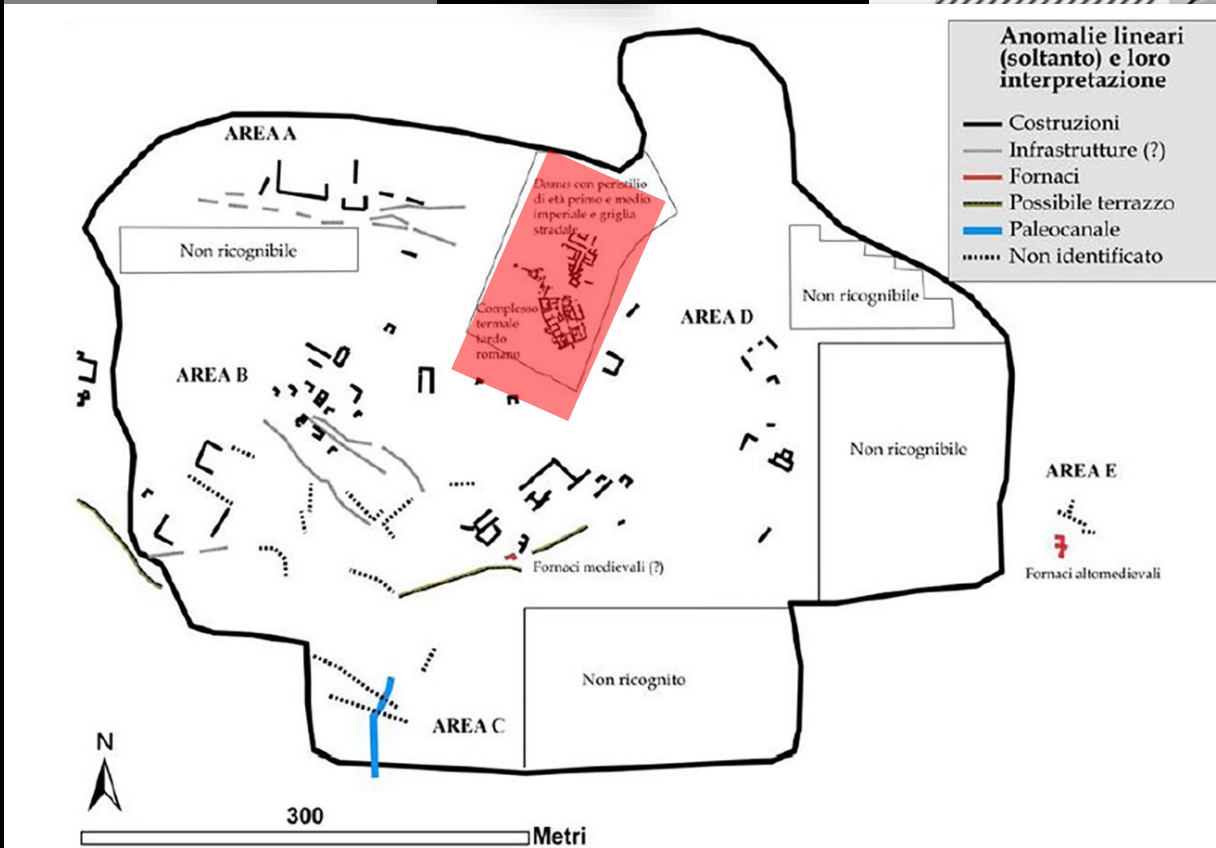 Anomalie lineari
(soltanto) e loro
interpretazione
Costruzioni
Infrastrutture (?)
Fornaci
Possibile terrazzo
Paleocanale
Non identificato
AREA A
Domus con peristilio
di età primo e medio
imperiale e griglia
stradale
Non ricognibile
Non ricognibile
Complesso
termale
tardo
romano
AREA D
AREA B
Non ricognibile
AREA E
Fornaci medievali (?)
Fornaci altomedievali
Non ricognito
AREA C
N
300
Metri